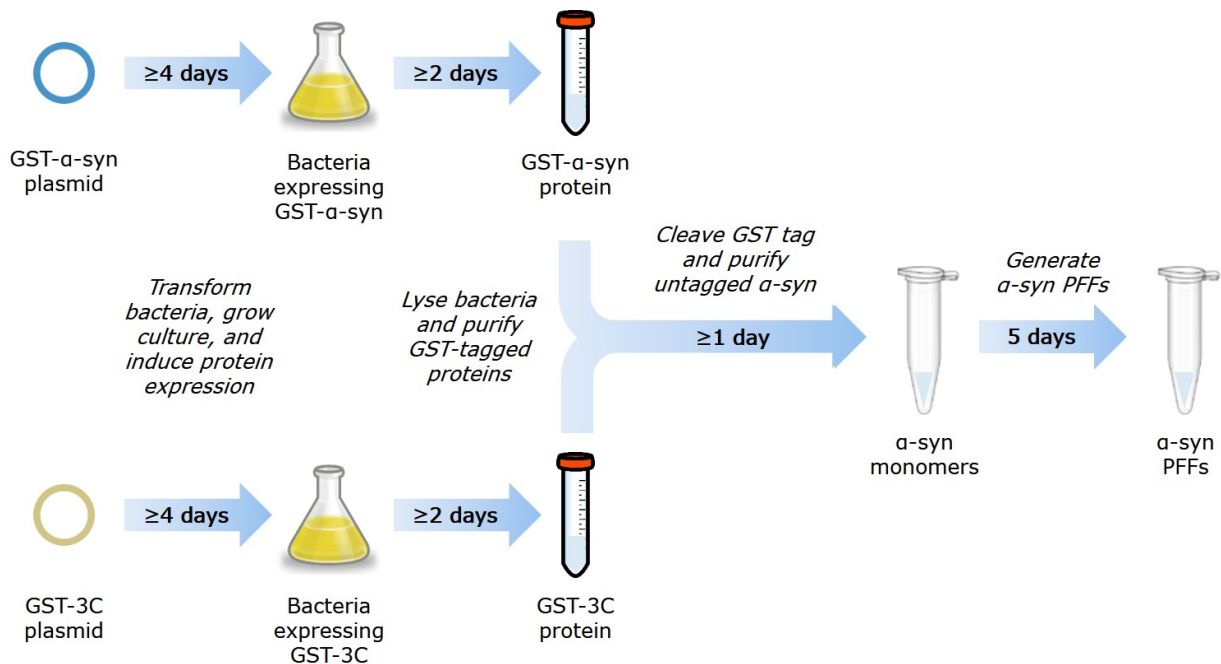 ≥4 days
≥2 days
GST-α-syn
plasmid
Bacteria
expressing
GST-α-syn
GST-α-syn
protein
Transform
bacteria, grow
culture, and
induce protein
expression
Lyse bacteria
and purify
GST-tagged
proteins
Cleave GST tag
and purify
untagged α-syn
≥1 day
Generate
α-syn PFFs
5 days
α-syn
monomers
α-syn
PFFs
≥4 days
≥2 days
GST-3C
plasmid
Bacteria
expressing
GST-3C
GST-3C
protein